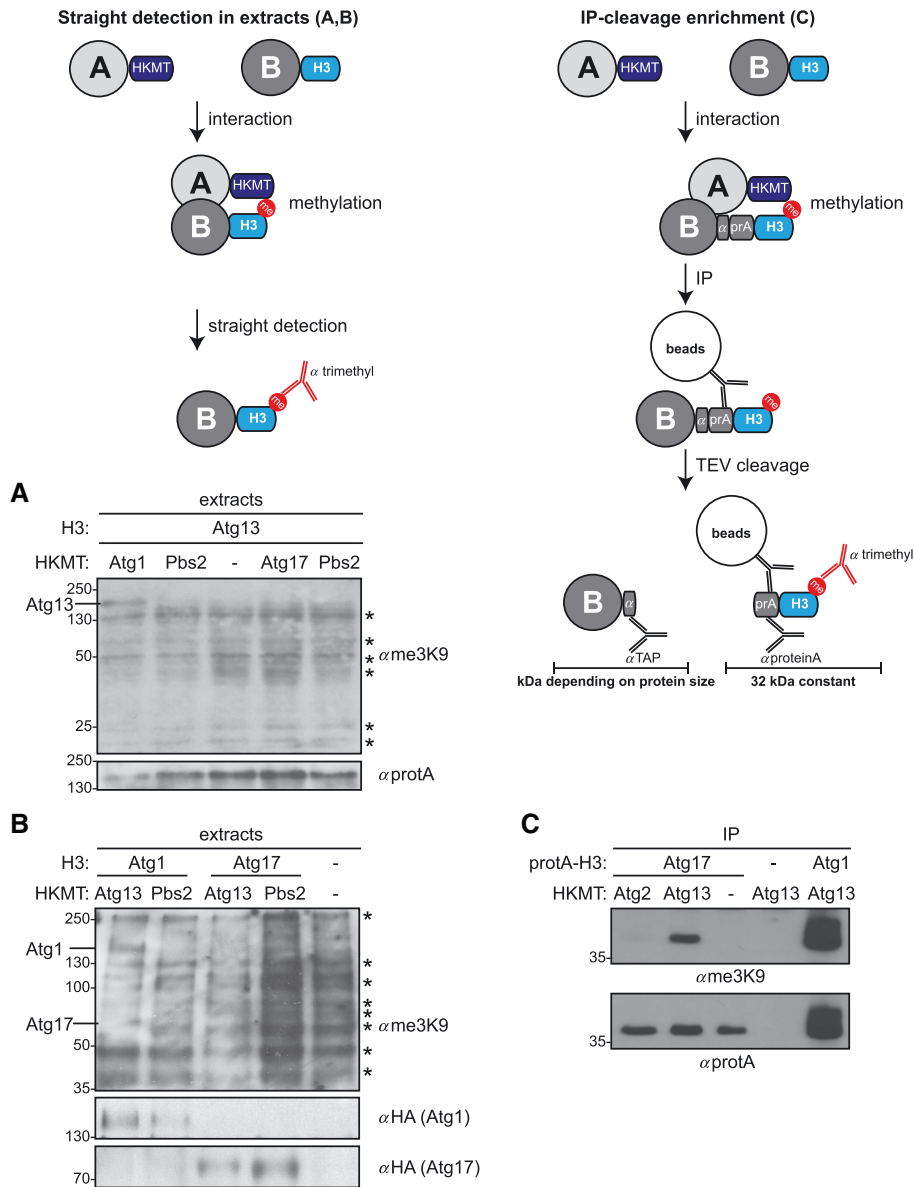 Straight detection in extracts (A,B)
A HKMT B H3
interaction
A HKMT
me
B H3
methylation
straight detection
α trimethyl
me
B H3
IP-cleavage enrichment (C)
A HKMT B H3
interaction
A HKMT
me
B α prA H3
methylation
IP
beads
me
B α prA H3
TEV cleavage
beads
α trimethyl
me
B α prA H3
αTAP αproteinA
kDa depending on protein size 32 kDa constant
A
extracts
H3: Atg13
HKMT: Atg1 Pbs2 - Atg17 Pbs2
250
Atg13
130 *
*
50 * αme3K9
*
25 *
*
250
αprotA
130
B
extracts
H3: Atg1 Atg17 -
HKMT: Atg13 Pbs2 Atg13 Pbs2 -
250 *
Atg1
130 *
100 *
*
*
Atg17 * αme3K9
50 *
*
35
αHA (Atg1)
130
αHA (Atg17)
70
C
IP
protA-H3: Atg17 - Atg1
HKMT: Atg2 Atg13 - Atg13 Atg13
35
αme3K9
35
αprotA